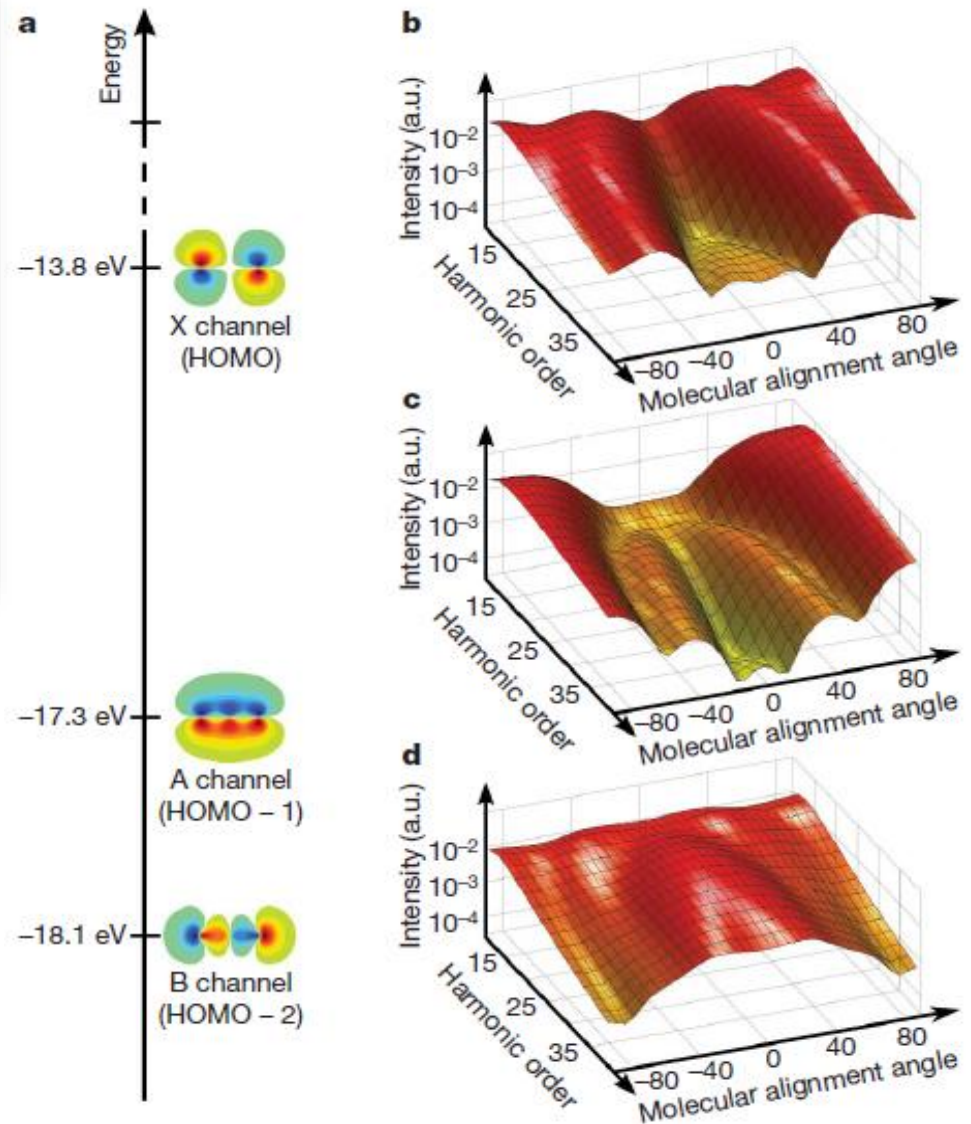 a
Energy
–13.8 eV
X channel
(HOMO)
–17.3 eV
A channel
(HOMO – 1)
–18.1 eV
B channel
(HOMO – 2)
b
Intensity (a.u.)
10–2
10–3
10–4
15
25
35
Harmonic order
–80
–40
0
40
80
Molecular alignment angle
c
Intensity (a.u.)
10–2
10–3
10–4
15
25
35
Harmonic order
–80
–40
0
40
80
Molecular alignment angle
d
Intensity (a.u.)
10–2
10–3
10–4
15
25
35
Harmonic order
–80
–40
0
40
80
Molecular alignment angle